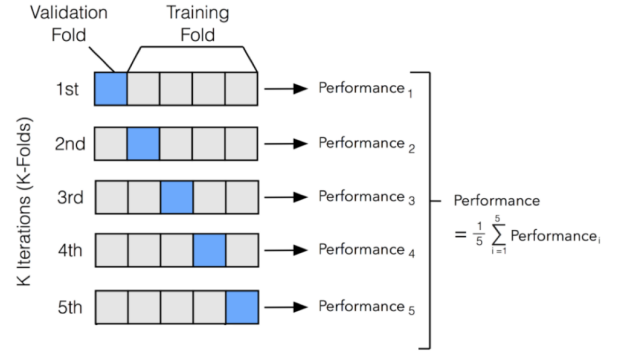 Validation
Fold
Training
Fold
K Iterations (K-Folds)
1st
Performance 1
2nd
Performance 2
3rd
Performance 3
4th
Performance 4
5th
Performance 5
Performance
= 1/5 5 ∑ i=1 Performance i